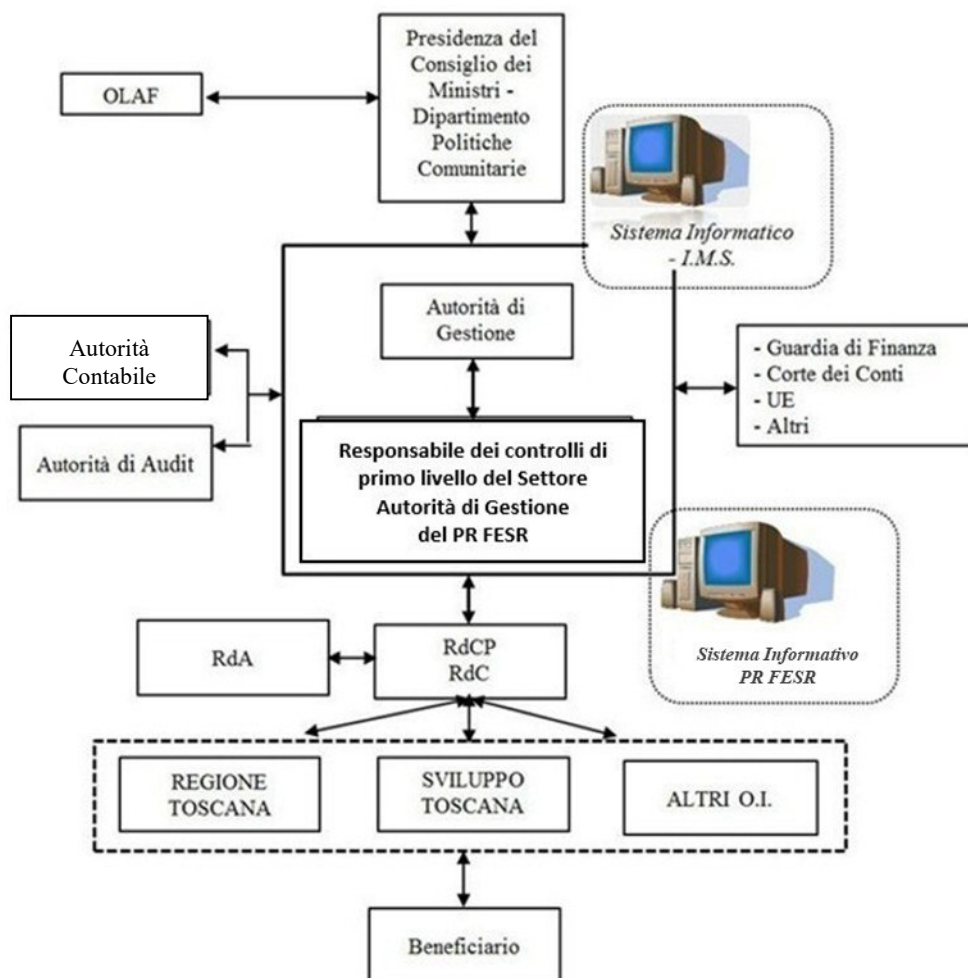 Presidenza del
Consiglio dei
Ministri -
Dipartimento
Politiche
Comunitarie
OLAF
Sistema Informatico
- I.M.S.
Autorità di
Gestione
Autorità
Contabile
- Guardia di Finanza
- Corte dei Conti
- UE
- Altri
Autorità di Audit
Responsabile dei controlli di
primo livello del Settore
Autorità di Gestione
del PR FESR
RdA
RdCP
RdC
Sistema Informativo
PR FESR
REGIONE
TOSCANA
SVILUPPO
TOSCANA
ALTRI O.I.
Beneficiario